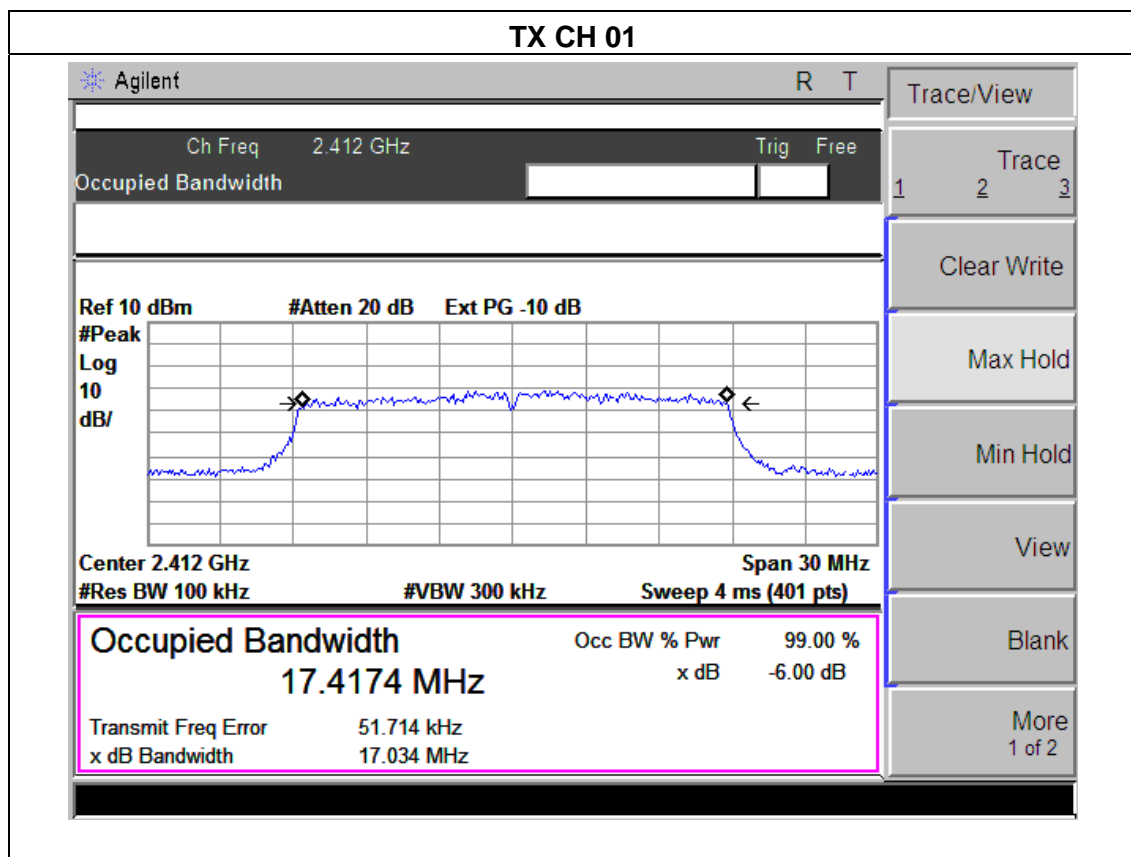 TX CH 01
Agilent R T
Ch Freq 2.412 GHz Trig Free
Occupied Bandwidth
Ref 10 dBm #Atten 20 dB Ext PG -10 dB
#Peak
Log
10
dB/
Center 2.412 GHz Span 30 MHz
#Res BW 100 kHz #VBW 300 kHz Sweep 4 ms (401 pts)
Occupied Bandwidth Occ BW % Pwr 99.00 %
17.4174 MHz x dB -6.00 dB
Transmit Freq Error 51.714 kHz
x dB Bandwidth 17.034 MHz
Trace/View
Trace
1 2 3
Clear Write
Max Hold
Min Hold
View
Blank
More
1 of 2